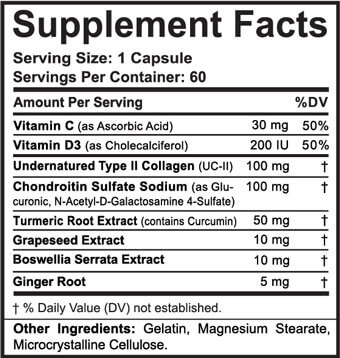 Supplement Facts
Serving Size: 1 Capsule
Servings Per Container: 60
Amount Per Serving %DV
Vitamin C (as Ascorbic Acid) 30 mg 50%
Vitamin D3 (as Cholecalciferol) 200 IU 50%
Undernatured Type II Collagen (UC-II) 100 mg †
Chondroitin Sulfate Sodium (as Glu- 100 mg †
curonic, N-Acetyl-D-Galactosamine 4-Sulfate)
Turmeric Root Extract (contains Curcumin) 50 mg †
Grapeseed Extract 10 mg †
Boswellia Serrata Extract 10 mg †
Ginger Root 5 mg †
† % Daily Value (DV) not established.
Other Ingredients: Gelatin, Magnesium Stearate,
Microcrystalline Cellulose.